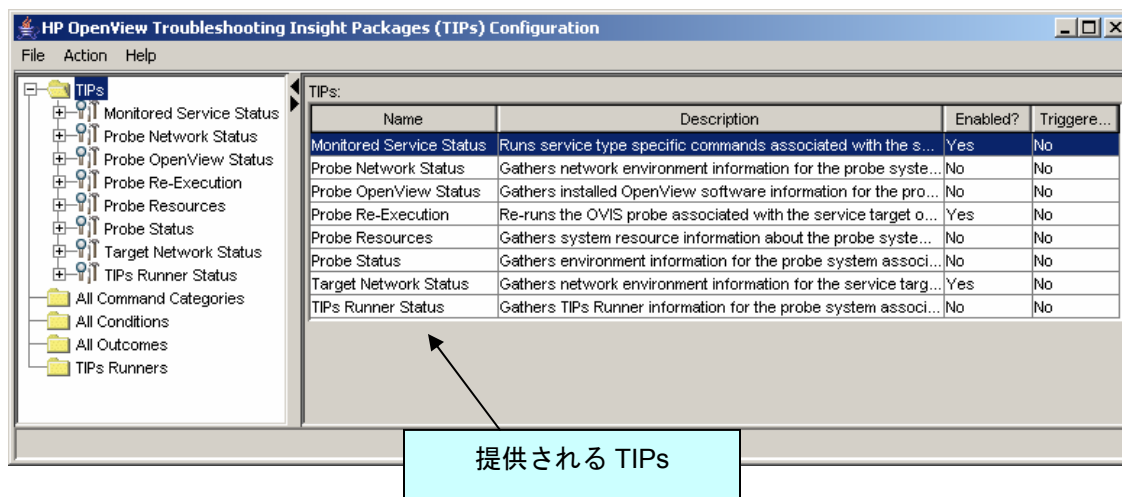 HP OpenView Troubleshooting Insight Packages (TIPs) Configuration
File Action Help
TIPs
Monitored Service Status
Probe Network Status
Probe OpenView Status
Probe Re-Execution
Probe Resources
Probe Status
Target Network Status
TIPs Runner Status
All Command Categories
All Conditions
All Outcomes
TIPs Runners
TIPs:
Name Description Enabled? Triggere...
Monitored Service Status Runs service type specific commands associated with the s... Yes No
Probe Network Status Gathers network environment information for the probe syste... No No
Probe OpenView Status Gathers installed OpenView software information for the pro... No No
Probe Re-Execution Re-runs the OVIS probe associated with the service target o... Yes No
Probe Resources Gathers system resource information about the probe syste... No No
Probe Status Gathers environment information for the probe system associ... No No
Target Network Status Gathers network environment information for the service targ... Yes No
TIPs Runner Status Gathers TIPs Runner information for the probe system associ... No No
提供される TIPs